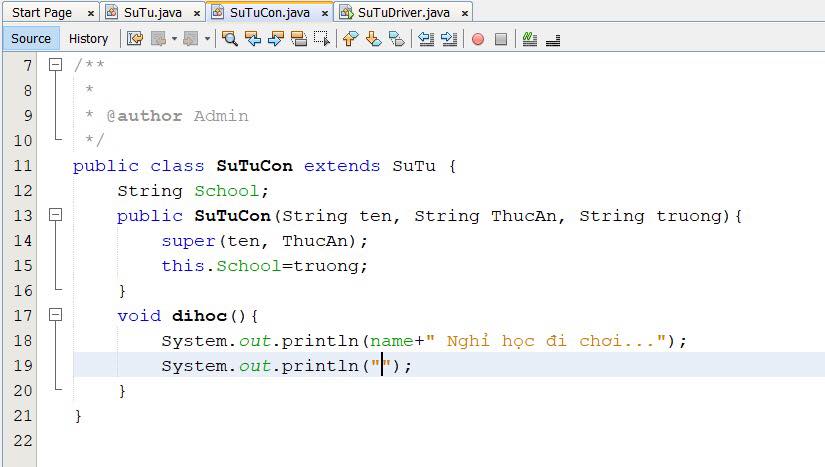 Start Page × SuTu.java × SuTuCon.java × SuTuDriver.java ×
Source History
7 /**
8 *
9 * @author Admin
10 */
11 public class SuTuCon extends SuTu {
12 String School;
13 public SuTuCon(String ten, String ThucAn, String truong){
14 super(ten, ThucAn);
15 this.School=truong;
16 }
17 void dihoc(){
18 System.out.println(name+" Nghỉ học đi chơi...");
19 System.out.println("");
20 }
21 }
22